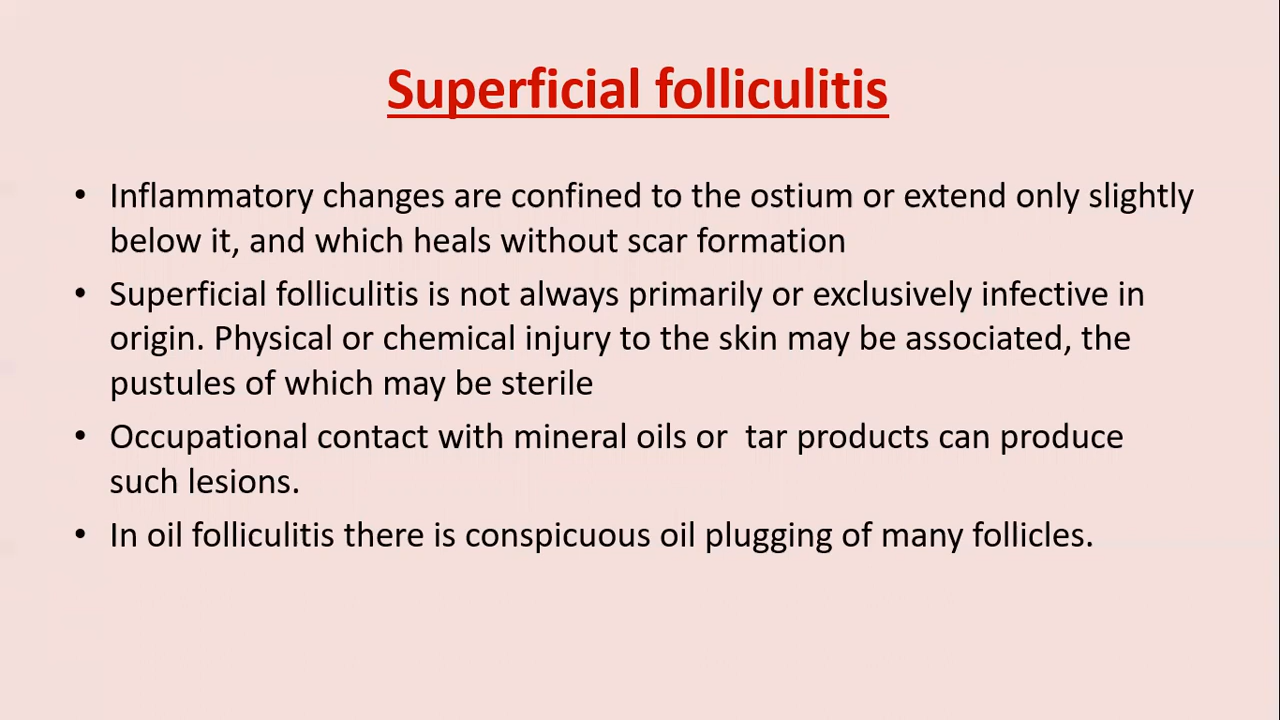 Superficial folliculitis
• Inflammatory changes are confined to the ostium or extend only slightly
below it, and which heals without scar formation
• Superficial folliculitis is not always primarily or exclusively infective in
origin. Physical or chemical injury to the skin may be associated, the
pustules of which may be sterile
• Occupational contact with mineral oils or  tar products can produce
such lesions.
• In oil folliculitis there is conspicuous oil plugging of many follicles.